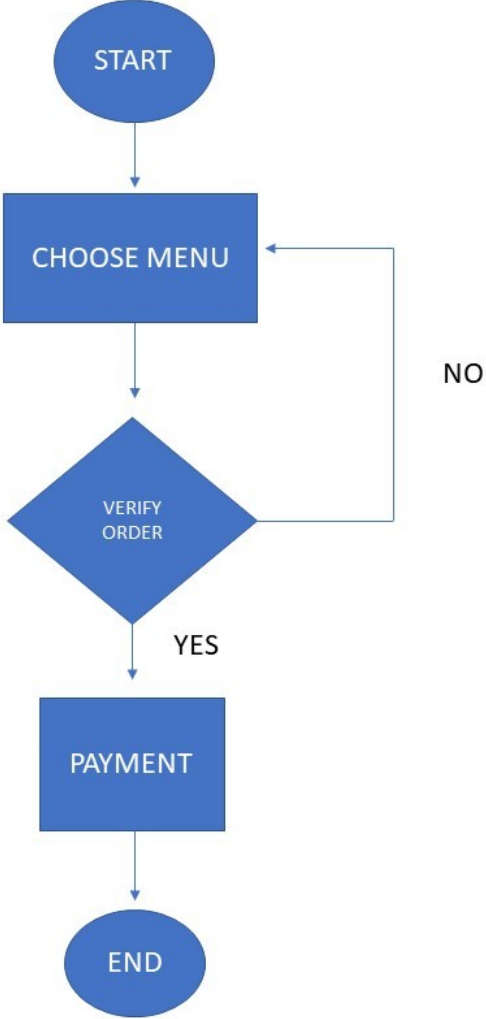 START
CHOOSE MENU
NO
VERIFY
ORDER
YES
PAYMENT
END